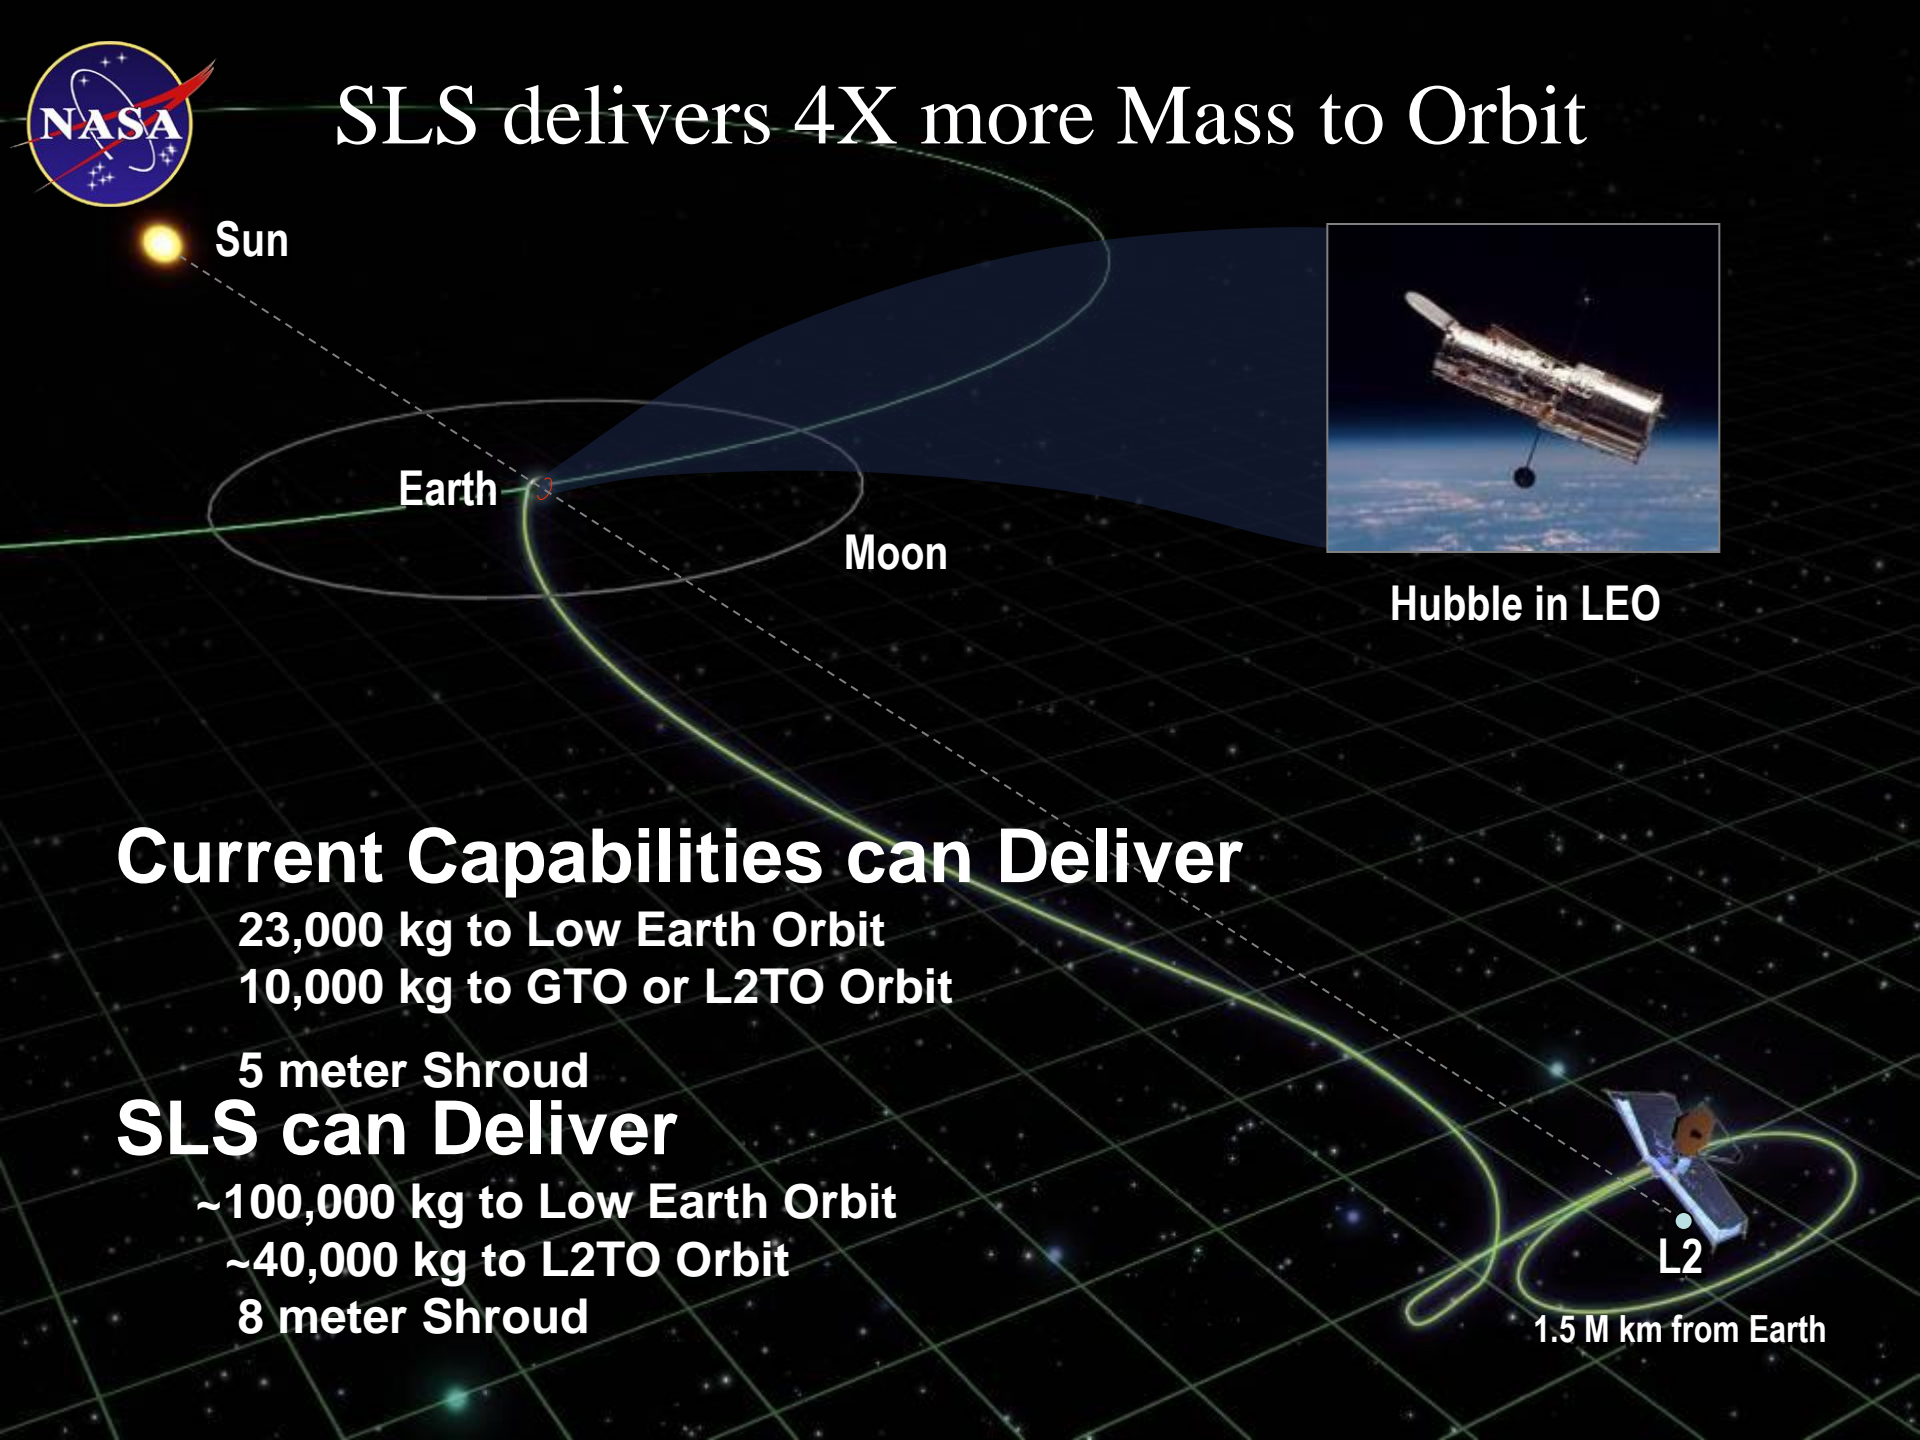 NASA
SLS delivers 4X more Mass to Orbit
Sun
Earth
Moon
Hubble in LEO
Current Capabilities can Deliver
23,000 kg to Low Earth Orbit
10,000 kg to GTO or L2TO Orbit
5 meter Shroud
SLS can Deliver
~100,000 kg to Low Earth Orbit
~40,000 kg to L2TO Orbit
8 meter Shroud
L2
1.5 M km from Earth